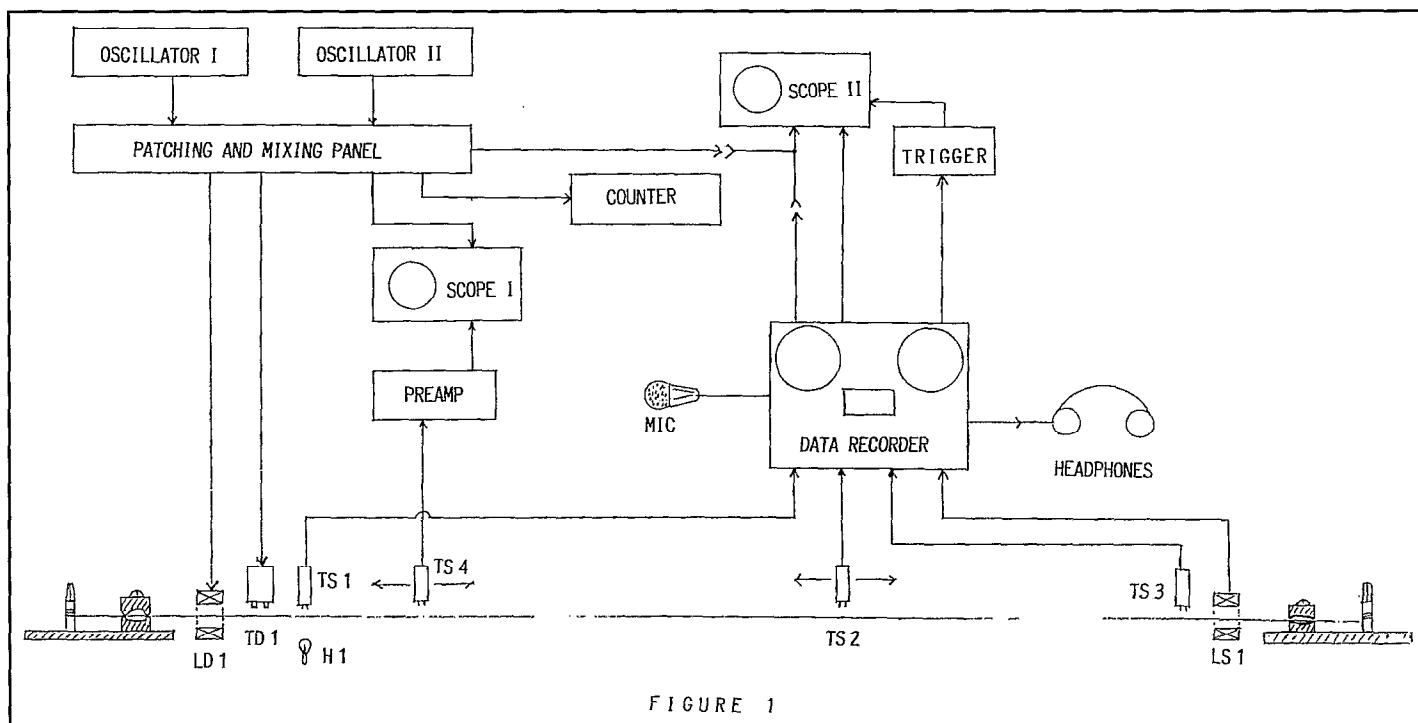 OSCILLATOR I
OSCILLATOR II
SCOPE II
PATCHING AND MIXING PANEL
TRIGGER
COUNTER
SCOPE I
PREAMP
MIC
DATA RECORDER
HEADPHONES
TS 1
TS 4
TS 3
LD 1
TD 1
H 1
TS 2
LS 1
FIGURE 1